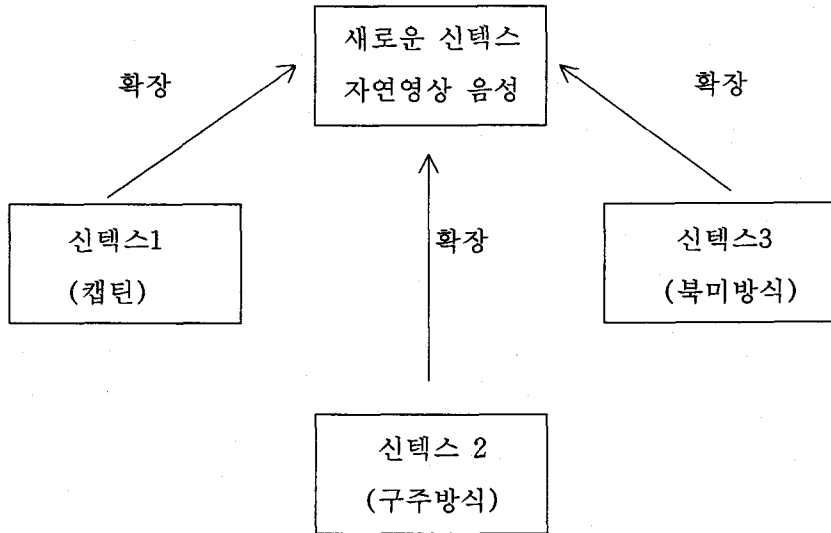 새로운 신텍스
자연영상 음성
확장
확장
신텍스1
(캡틴)
확장
신텍스3
(북미방식)
신텍스 2
(구주방식)